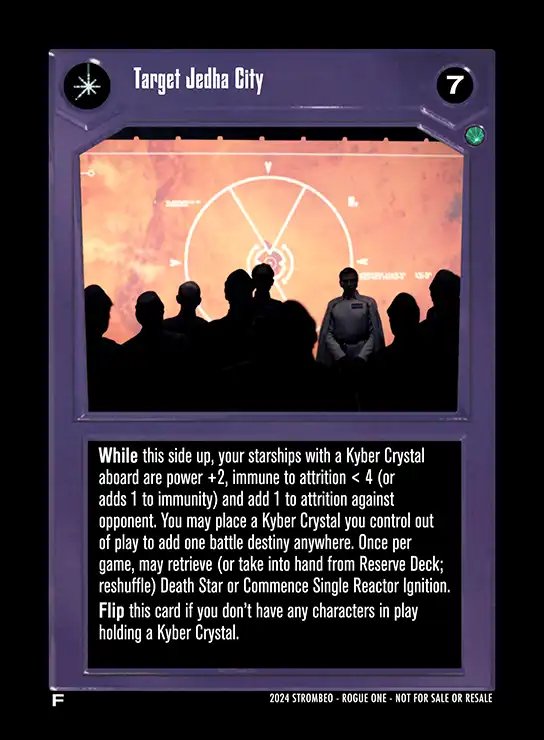 Target Jedha City
7
While this side up, your starships with a Kyber Crystal
aboard are power +2, immune to attrition < 4 (or
adds 1 to immunity) and add 1 to attrition against
opponent. You may place a Kyber Crystal you control out
of play to add one battle destiny anywhere. Once per
game, may retrieve (or take into hand from Reserve Deck;
reshuffle) Death Star or Commence Single Reactor Ignition.
Flip this card if you don't have any characters in play
holding a Kyber Crystal.
F
2024 STROMBEO - ROGUE ONE - NOT FOR SALE OR RESALE